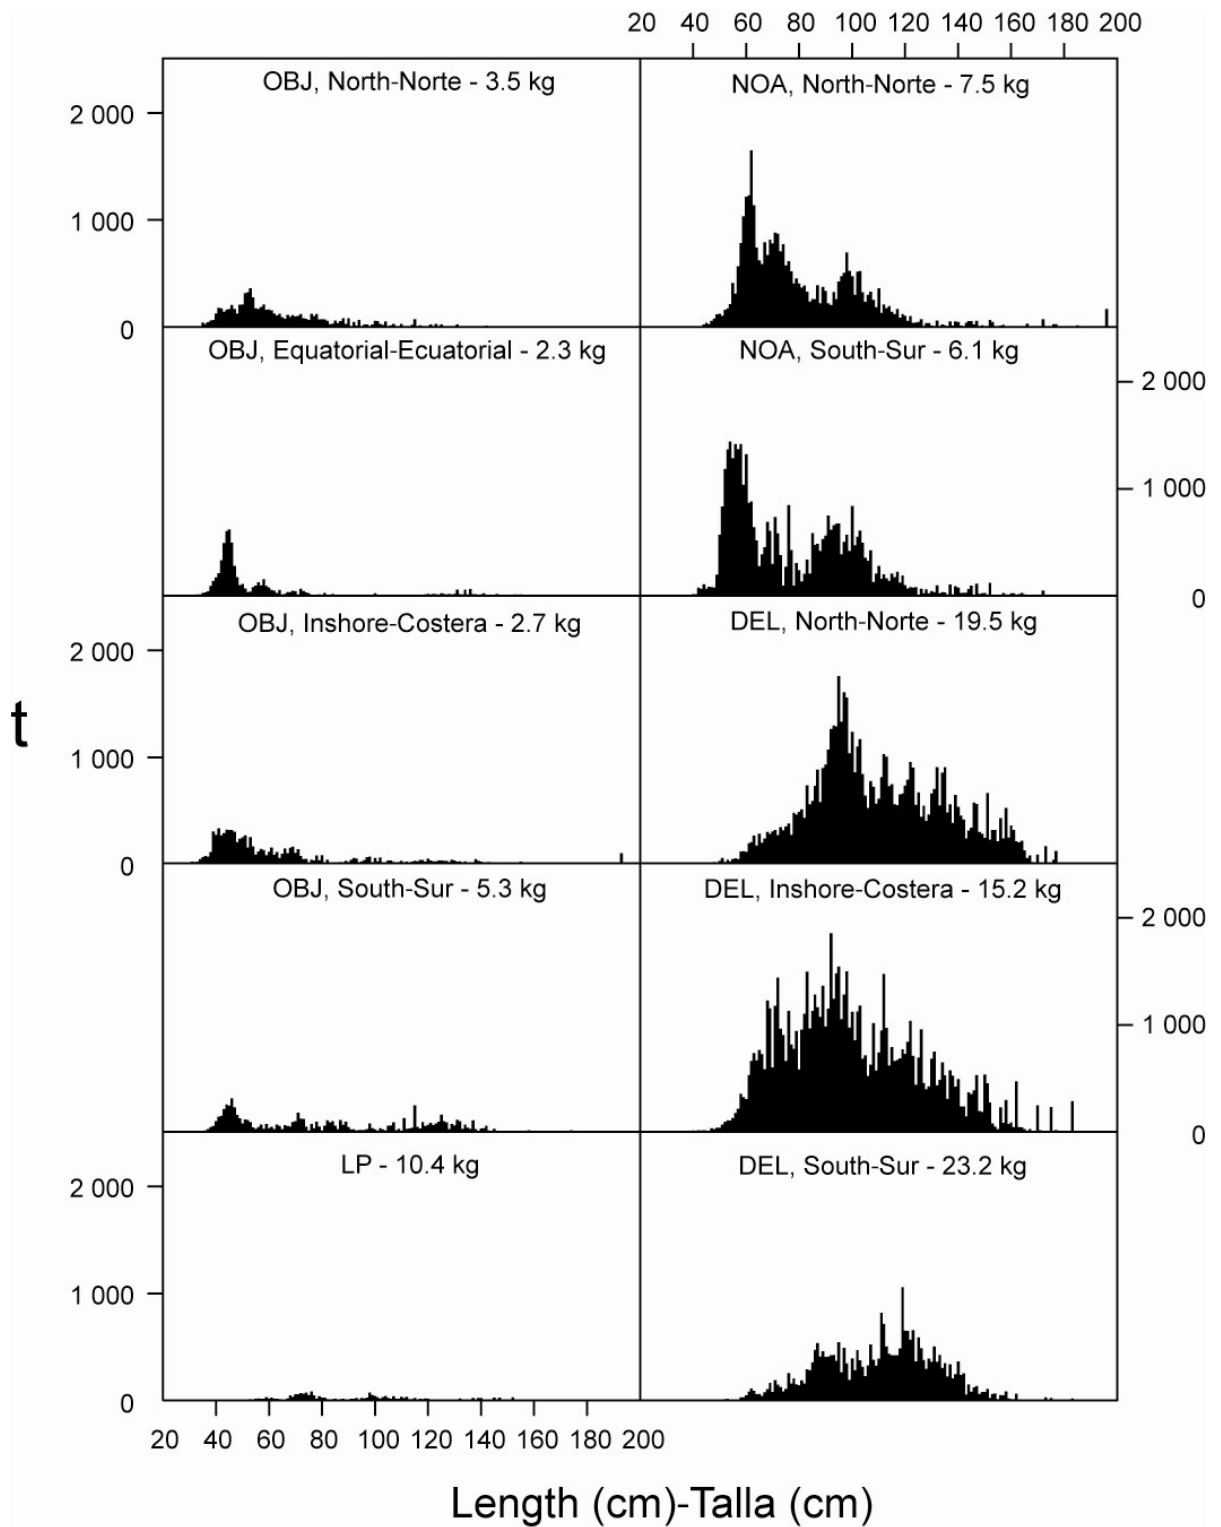 20 40 60 80 100 120 140 160 180 200
OBJ, North-Norte - 3.5 kg
NOA, North-Norte - 7.5 kg
2 000
1 000
0
OBJ, Equatorial-Ecuatorial - 2.3 kg
NOA, South-Sur - 6.1 kg
2 000
1 000
0
OBJ, Inshore-Costera - 2.7 kg
DEL, North-Norte - 19.5 kg
2 000
t
1 000
0
OBJ, South-Sur - 5.3 kg
DEL, Inshore-Costera - 15.2 kg
2 000
1 000
0
LP - 10.4 kg
DEL, South-Sur - 23.2 kg
2 000
1 000
0
20 40 60 80 100 120 140 160 180 200
Length (cm)-Talla (cm)